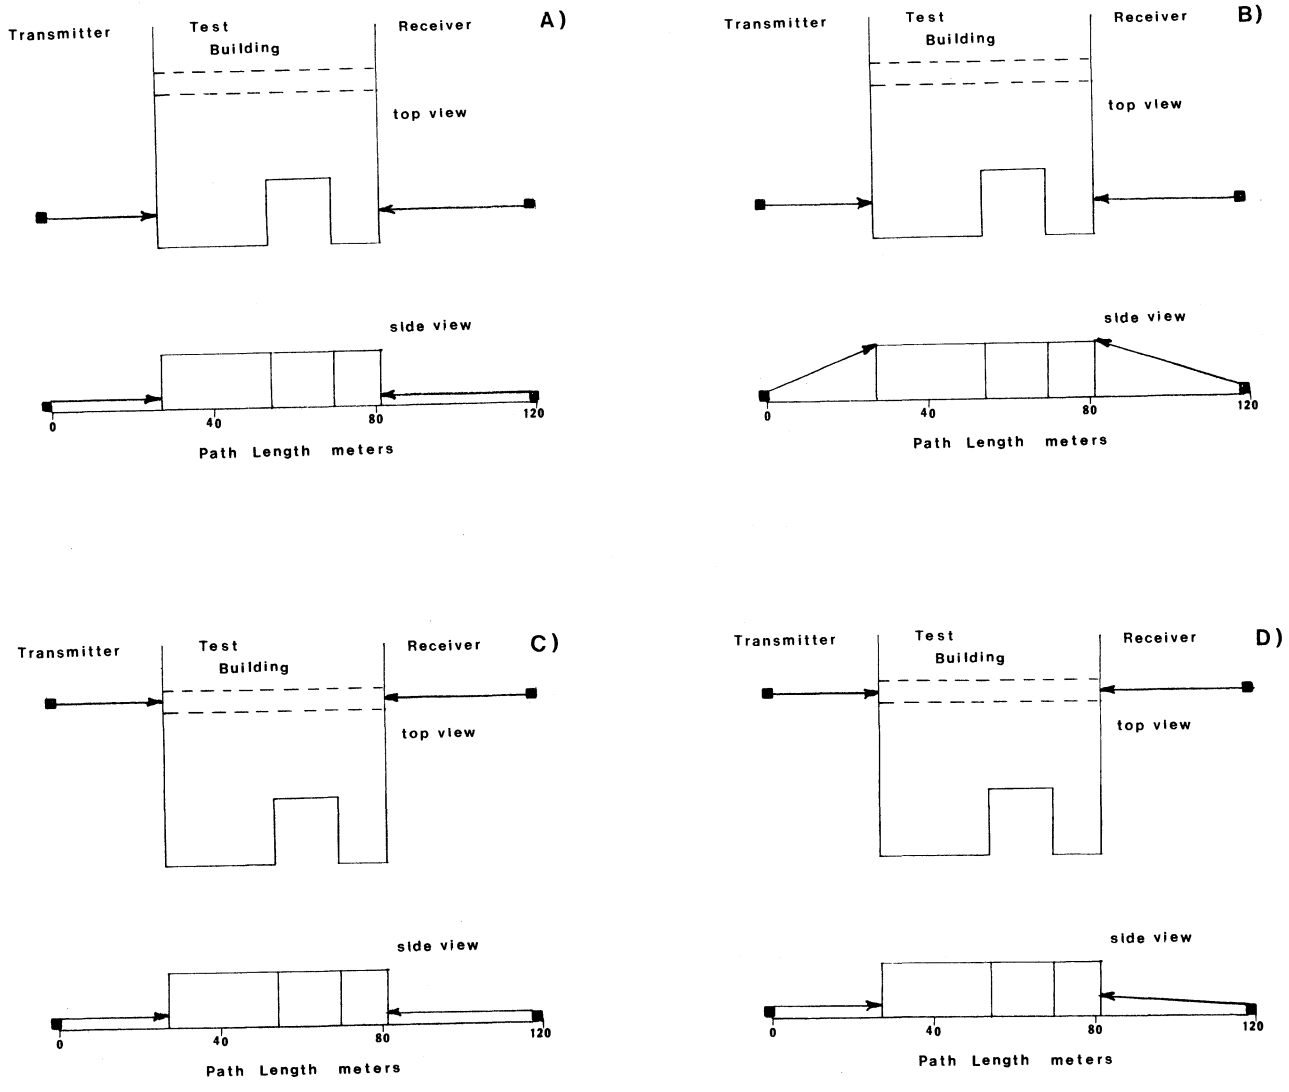 Transmitter Test Building Receiver A)
top view
side view
0 40 80 120
Path Length meters
Transmitter Test Building Receiver B)
top view
side view
0 40 80 120
Path Length meters
Transmitter Test Building Receiver C)
top view
side view
0 40 80 120
Path Length meters
Transmitter Test Building Receiver D)
top view
side view
0 40 80 120
Path Length meters